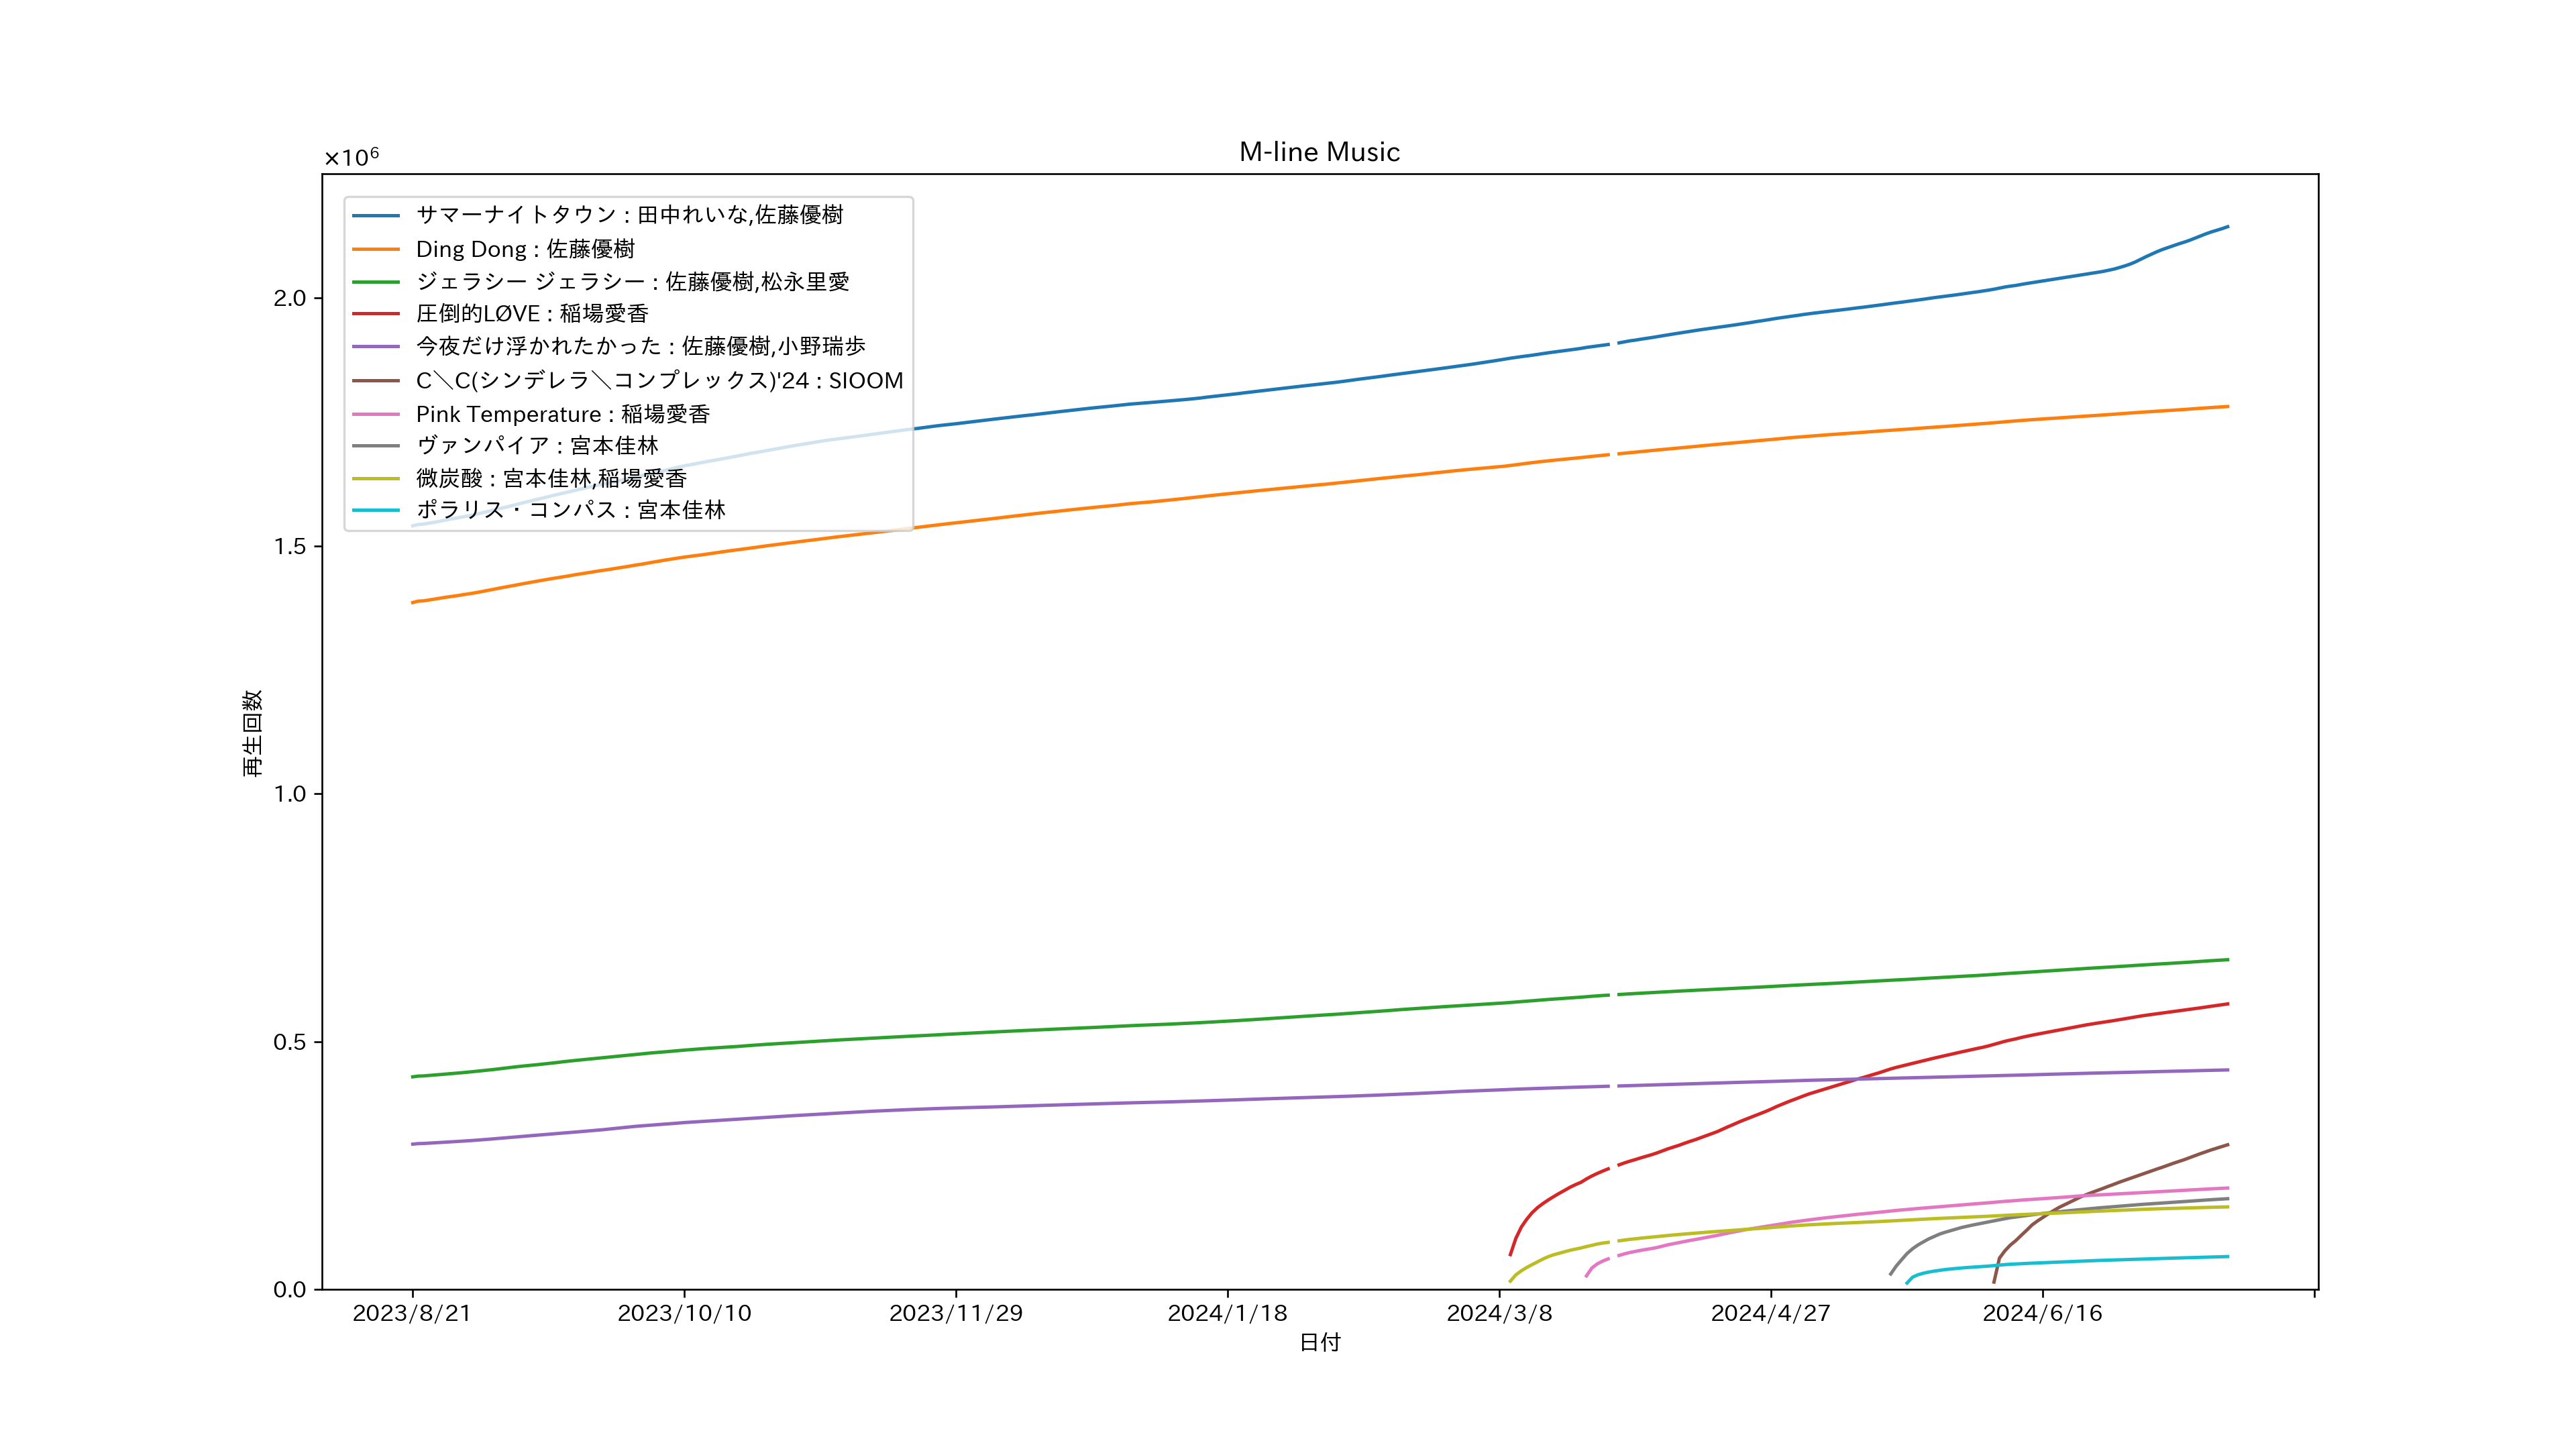 M-line Music
×10⁶
サマーナイトタウン : 田中れいな,佐藤優樹
Ding Dong : 佐藤優樹
ジェラシー ジェラシー : 佐藤優樹,松永里愛
圧倒的LØVE : 稲場愛香
今夜だけ浮かれたかった : 佐藤優樹,小野瑞歩
C＼C(シンデレラ＼コンプレックス)'24 : SIOOM
Pink Temperature : 稲場愛香
ヴァンパイア : 宮本佳林
微炭酸 : 宮本佳林,稲場愛香
ポラリス・コンパス : 宮本佳林
2.0
1.5
1.0
0.5
0.0
再生回数
2023/8/21 2023/10/10 2023/11/29 2024/1/18 2024/3/8 2024/4/27 2024/6/16
日付